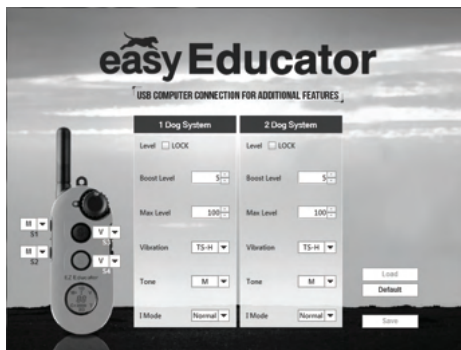 easy Educator
USB COMPUTER CONNECTION FOR ADDITIONAL FEATURES
1 Dog System 2 Dog System
Level LOCK Level LOCK
Boost Level 5 Boost Level 5
Max Level 100 Max Level 100
M V
S1 S3
Vibration TS-H Vibration TS-H
M V
S2 S4
Tone M Tone M
Load
Default
I Mode Normal I Mode Normal
Save